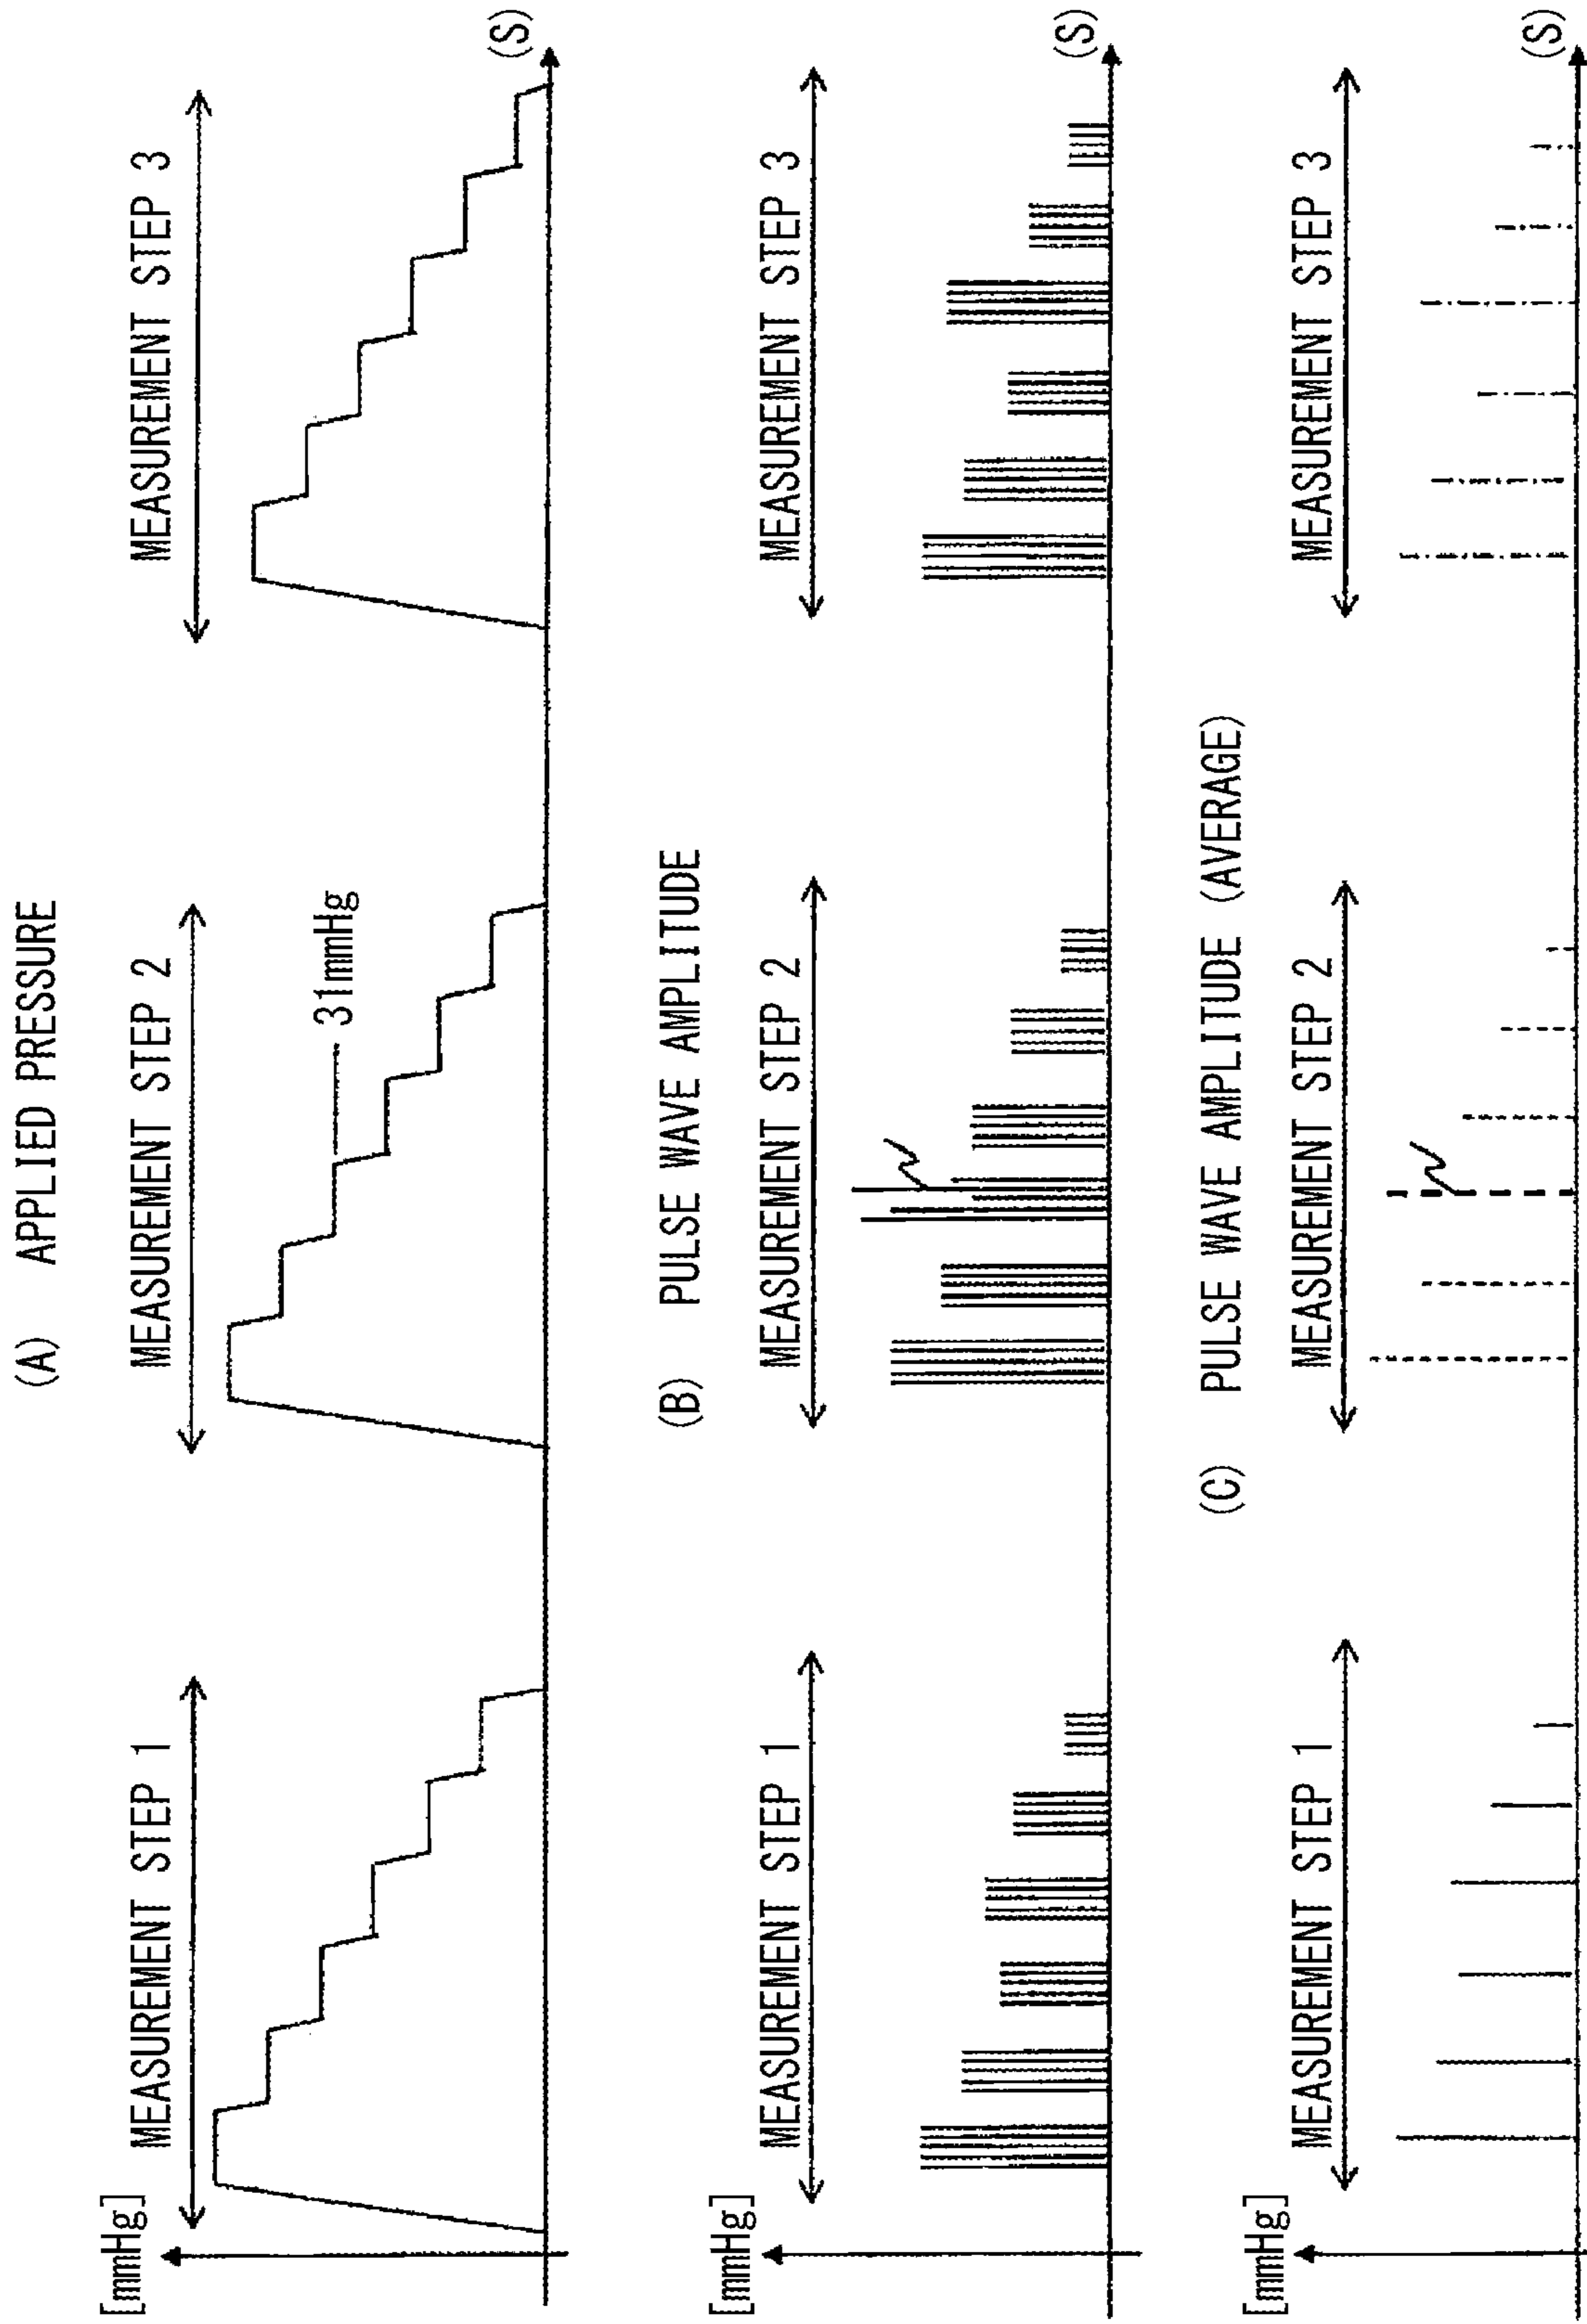 (A) APPLIED PRESSURE
[mmHg]
MEASUREMENT STEP 1
MEASUREMENT STEP 2
MEASUREMENT STEP 3
31mmHg
(S)
(B) PULSE WAVE AMPLITUDE
[mmHg]
MEASUREMENT STEP 1
MEASUREMENT STEP 2
MEASUREMENT STEP 3
(S)
(C) PULSE WAVE AMPLITUDE (AVERAGE)
[mmHg]
MEASUREMENT STEP 1
MEASUREMENT STEP 2
MEASUREMENT STEP 3
(S)